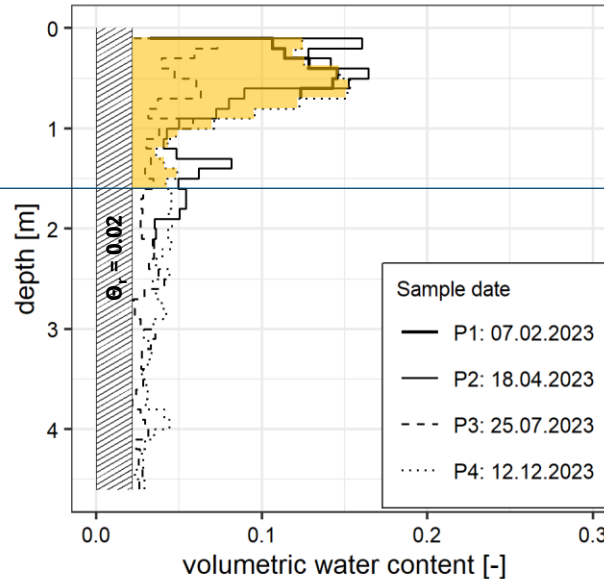 0
1
2
3
4
depth [m]
Θr = 0.02
Sample date
P1: 07.02.2023
P2: 18.04.2023
P3: 25.07.2023
P4: 12.12.2023
0.0 0.1 0.2 0.3
volumetric water content [-]